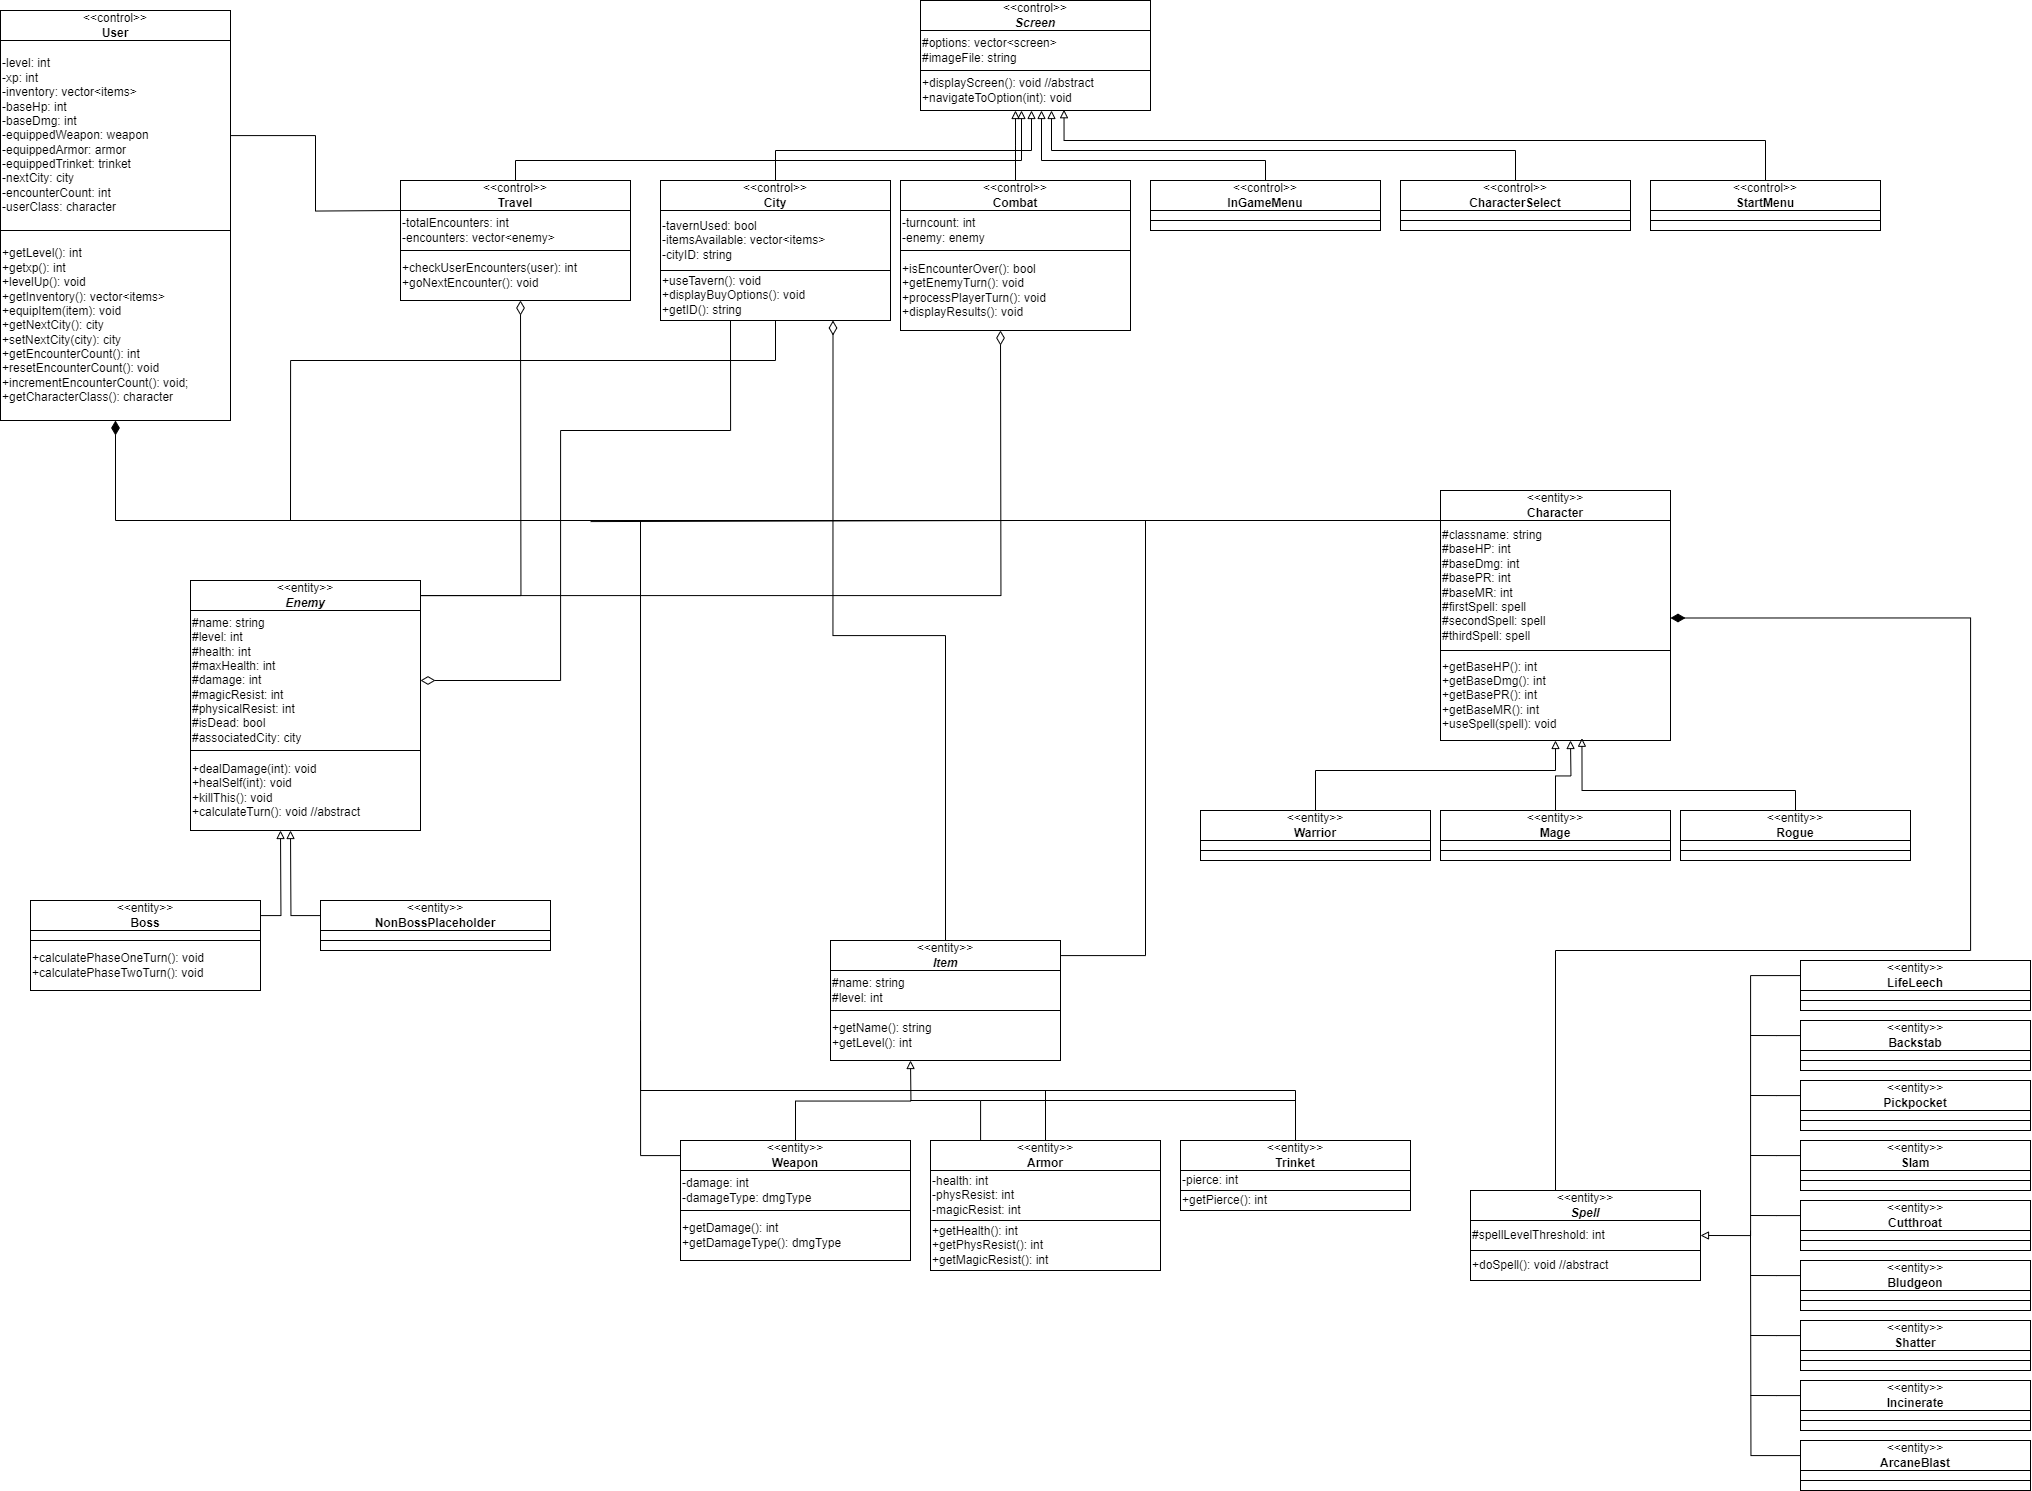 <<control>>
User
-level: int
-xp: int
-inventory: vector<items>
-baseHp: int
-baseDmg: int
-equippedWeapon: weapon
-equippedArmor: armor
-equippedTrinket: trinket
-nextCity: city
-encounterCount: int
-userClass: character
+getLevel(): int
+getxp(): int
+levelUp(): void
+getInventory(): vector<items>
+equipItem(item): void
+getNextCity(): city
+setNextCity(city): city
+getEncounterCount(): int
+resetEncounterCount(): void
+incrementEncounterCount(): void;
+getCharacterClass(): character
<<control>>
Screen
#options: vector<screen>
#imageFile: string
+displayScreen(): void //abstract
+navigateToOption(int): void
<<control>>
Travel
-totalEncounters: int
-encounters: vector<enemy>
+checkUserEncounters(user): int
+goNextEncounter(): void
<<control>>
City
-tavernUsed: bool
-itemsAvailable: vector<items>
-cityID: string
+useTavern(): void
+displayBuyOptions(): void
+getID(): string
<<control>>
Combat
-turncount: int
-enemy: enemy
+isEncounterOver(): bool
+getEnemyTurn(): void
+processPlayerTurn(): void
+displayResults(): void
<<control>>
InGameMenu
<<control>>
CharacterSelect
<<control>>
StartMenu
<<entity>>
Character
#classname: string
#baseHP: int
#baseDmg: int
#basePR: int
#baseMR: int
#firstSpell: spell
#secondSpell: spell
#thirdSpell: spell
+getBaseHP(): int
+getBaseDmg(): int
+getBasePR(): int
+getBaseMR(): int
+useSpell(spell): void
<<entity>>
Enemy
#name: string
#level: int
#health: int
#maxHealth: int
#damage: int
#magicResist: int
#physicalResist: int
#isDead: bool
#associatedCity: city
+dealDamage(int): void
+healSelf(int): void
+killThis(): void
+calculateTurn(): void //abstract
<<entity>>
Warrior
<<entity>>
Mage
<<entity>>
Rogue
<<entity>>
Boss
+calculatePhaseOneTurn(): void
+calculatePhaseTwoTurn(): void
<<entity>>
NonBossPlaceholder
<<entity>>
Item
#name: string
#level: int
+getName(): string
+getLevel(): int
<<entity>>
Weapon
-damage: int
-damageType: dmgType
+getDamage(): int
+getDamageType(): dmgType
<<entity>>
Armor
-health: int
-physResist: int
-magicResist: int
+getHealth(): int
+getPhysResist(): int
+getMagicResist(): int
<<entity>>
Trinket
-pierce: int
+getPierce(): int
<<entity>>
Spell
#spellLevelThreshold: int
+doSpell(): void //abstract
<<entity>>
LifeLeech
<<entity>>
Backstab
<<entity>>
Pickpocket
<<entity>>
Slam
<<entity>>
Cutthroat
<<entity>>
Bludgeon
<<entity>>
Shatter
<<entity>>
Incinerate
<<entity>>
ArcaneBlast